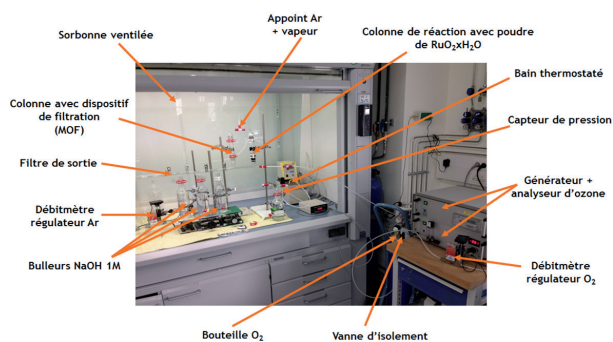 Appoint Ar
+ vapeur
Sorbonne ventilée
Colonne de réaction avec poudre
de RuO₂xH₂O
Bain thermostaté
Colonne avec dispositif
de filtration
(MOF)
Capteur de pression
Filtre de sortie
Générateur +
analyseur d'ozone
Débitmètre
régulateur Ar
Bulleurs NaOH 1M
Débitmètre
régulateur O₂
Bouteille O₂
Vanne d'isolement